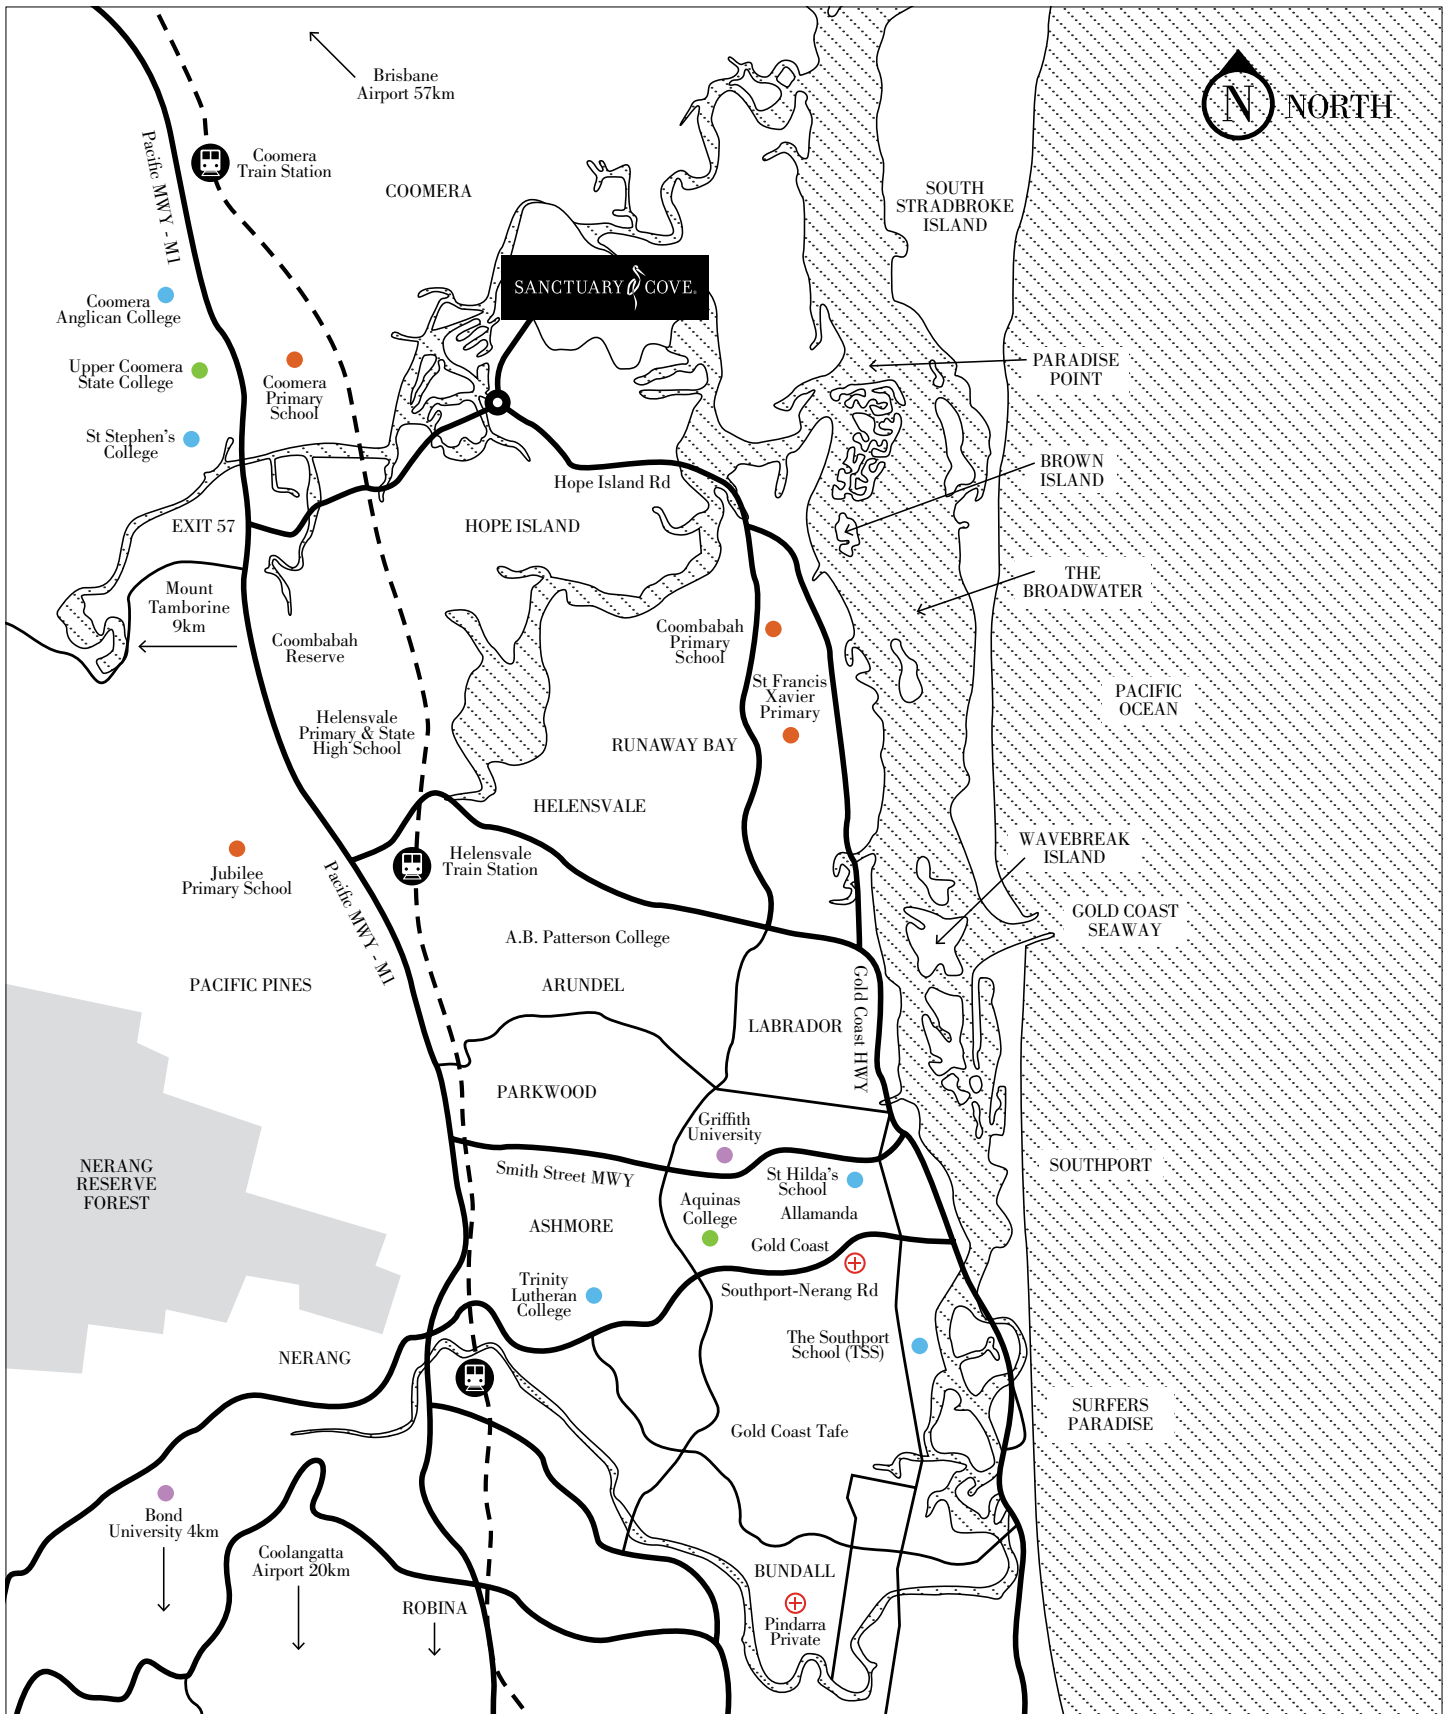 Brisbane
Airport 57km
N NORTH
Pacific MWY - M1
Coomera
Train Station
COOMERA
SOUTH
STRADBROKE
ISLAND
SANCTUARY COVE®
Coomera
Anglican College
Upper Coomera
State College
Coomera
Primary
School
PARADISE
POINT
St Stephen's
College
BROWN
ISLAND
Hope Island Rd
EXIT 57
HOPE ISLAND
THE
BROADWATER
Mount
Tamborine
9km
Coombabah
Reserve
Coombabah
Primary
School
St Francis
Xavier
Primary
PACIFIC
OCEAN
Helensvale
Primary & State
High School
RUNAWAY BAY
HELENSVALE
WAVEBREAK
ISLAND
Jubilee
Primary School
Helensvale
Train Station
Pacific MWY - M1
GOLD COAST
SEAWAY
A.B. Patterson College
PACIFIC PINES
ARUNDEL
Gold Coast HWY
LABRADOR
PARKWOOD
Griffith
University
NERANG
RESERVE
FOREST
Smith Street MWY
St Hilda's
School
SOUTHPORT
Aquinas
College
Allamanda
ASHMORE
Gold Coast
Trinity
Lutheran
College
Southport-Nerang Rd
The Southport
School (TSS)
NERANG
SURFERS
PARADISE
Gold Coast Tafe
Bond
University 4km
Coolangatta
Airport 20km
BUNDALL
ROBINA
Pindarra
Private